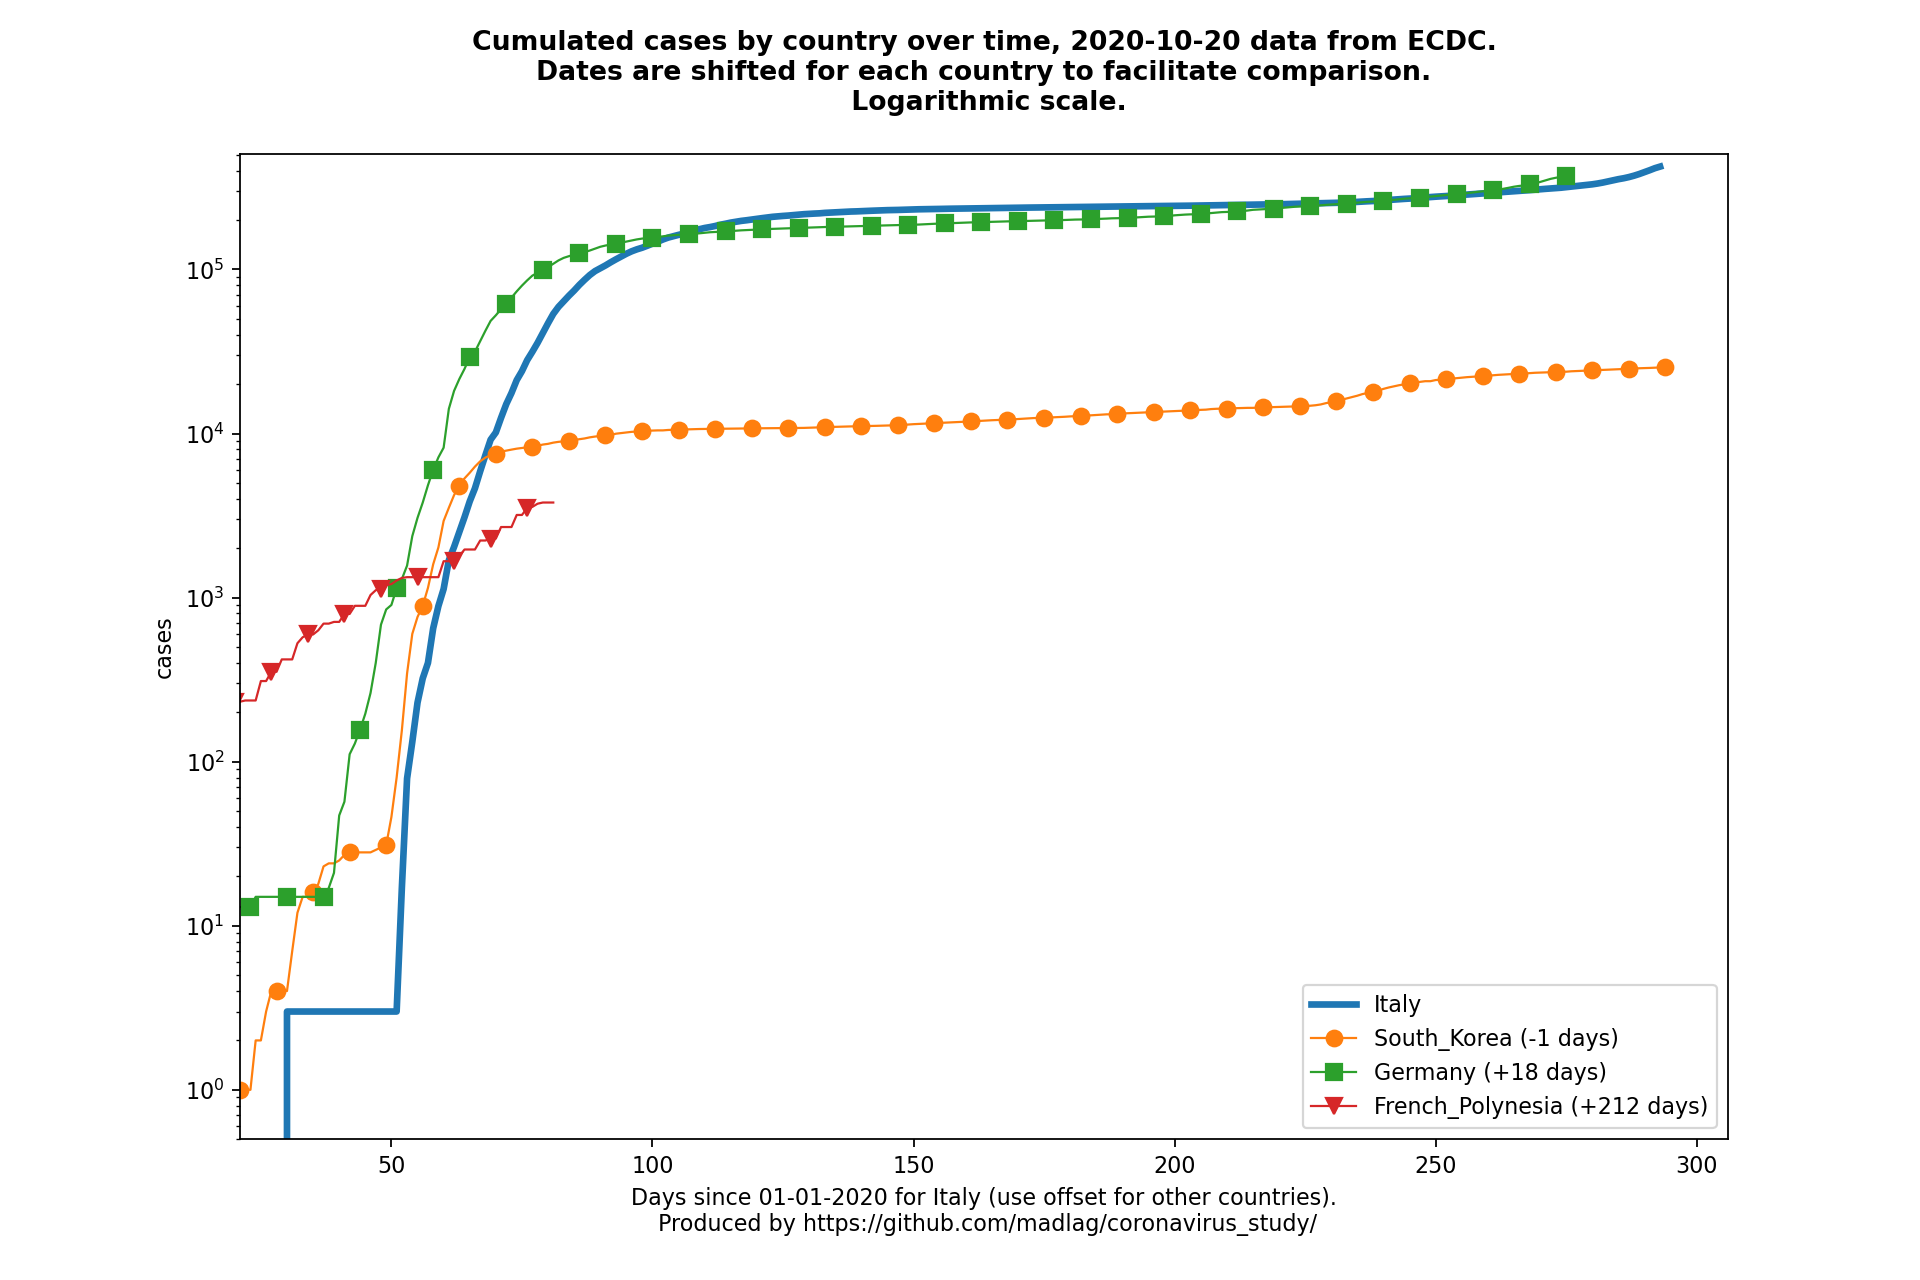 Cumulated cases by country over time, 2020-10-20 data from ECDC.
Dates are shifted for each country to facilitate comparison.
Logarithmic scale.
10⁵
10⁴
10³
10²
10¹
10⁰
cases
Italy
South_Korea (-1 days)
Germany (+18 days)
French_Polynesia (+212 days)
50 100 150 200 250 300
Days since 01-01-2020 for Italy (use offset for other countries).
Produced by https://github.com/madlag/coronavirus_study/